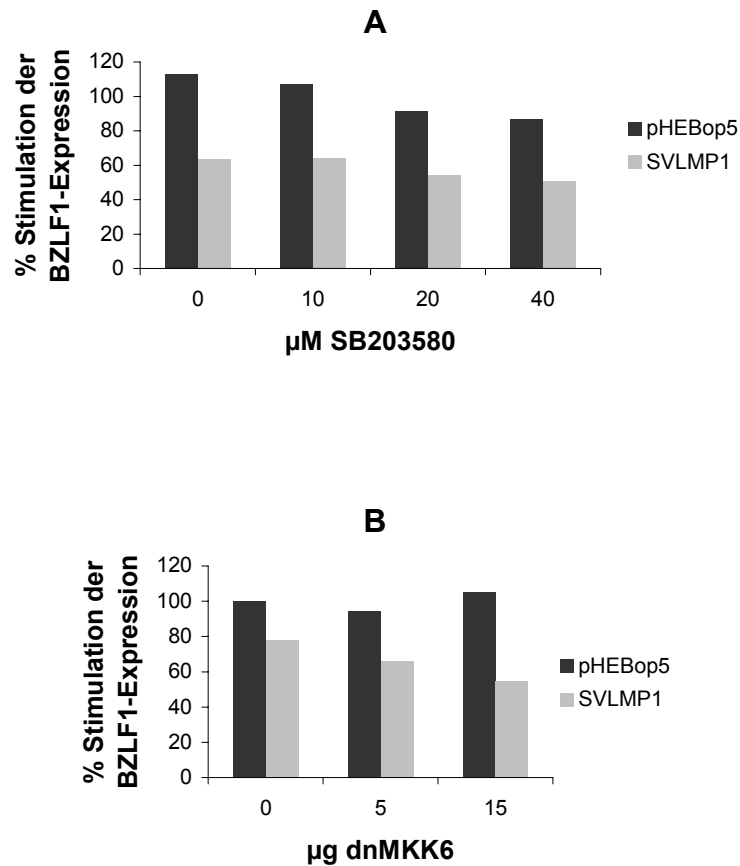 A
% Stimulation der
BZLF1-Expression
120
100
80
60
40
20
0
0 10 20 40
µM SB203580
pHEBop5
SVLMP1
B
% Stimulation der
BZLF1-Expression
120
100
80
60
40
20
0
0 5 15
µg dnMKK6
pHEBop5
SVLMP1